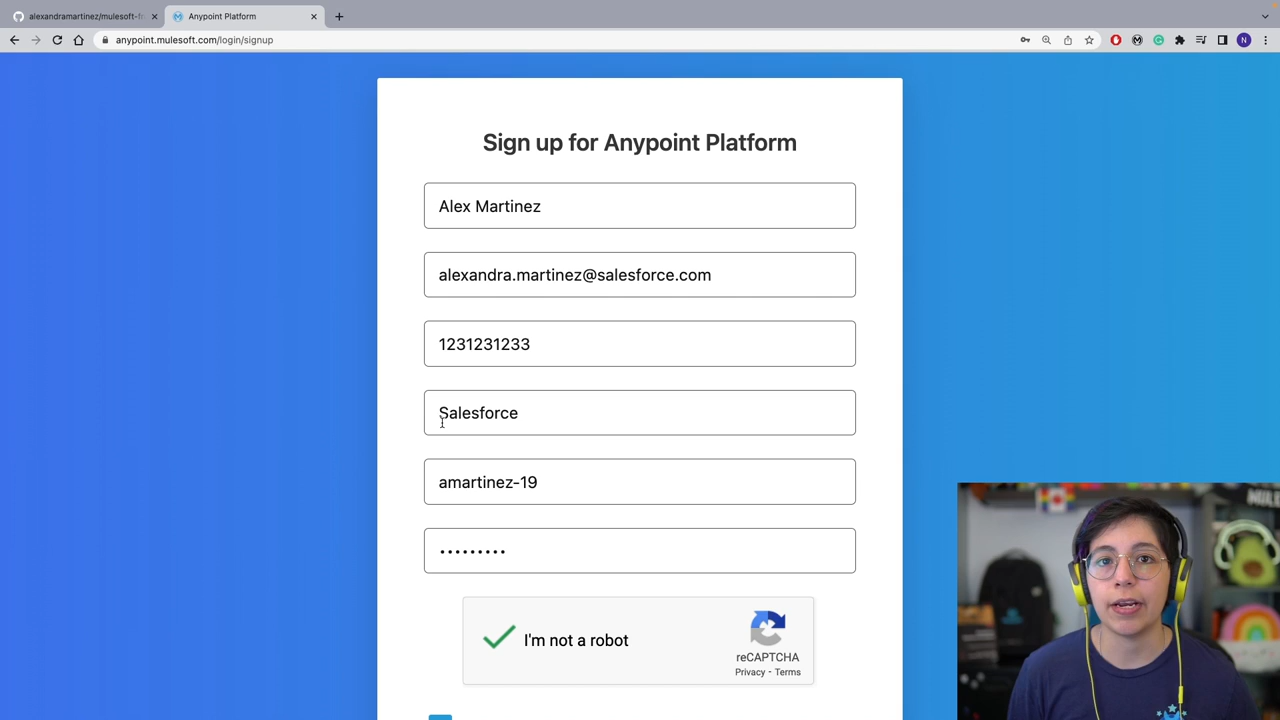 alexandramartinez/mulesoft-fr
Anypoint Platform
anypoint.mulesoft.com/login/signup
N
Sign up for Anypoint Platform
Alex Martinez
alexandra.martinez@salesforce.com
1231231233
Salesforce
amartinez-19
•••••••••
I'm not a robot
reCAPTCHA
Privacy - Terms